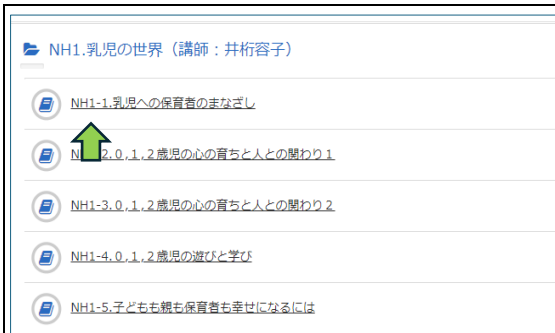 NH1.乳児の世界（講師：井桁容子）
NH1-1.乳児への保育者のまなざし
2.０,１,２歳児の心の育ちと人との関わり１
NH1-3.０,１,２歳児の心の育ちと人との関わり２
NH1-4.０,１,２歳児の遊びと学び
NH1-5.子どもも親も保育者も幸せになるには